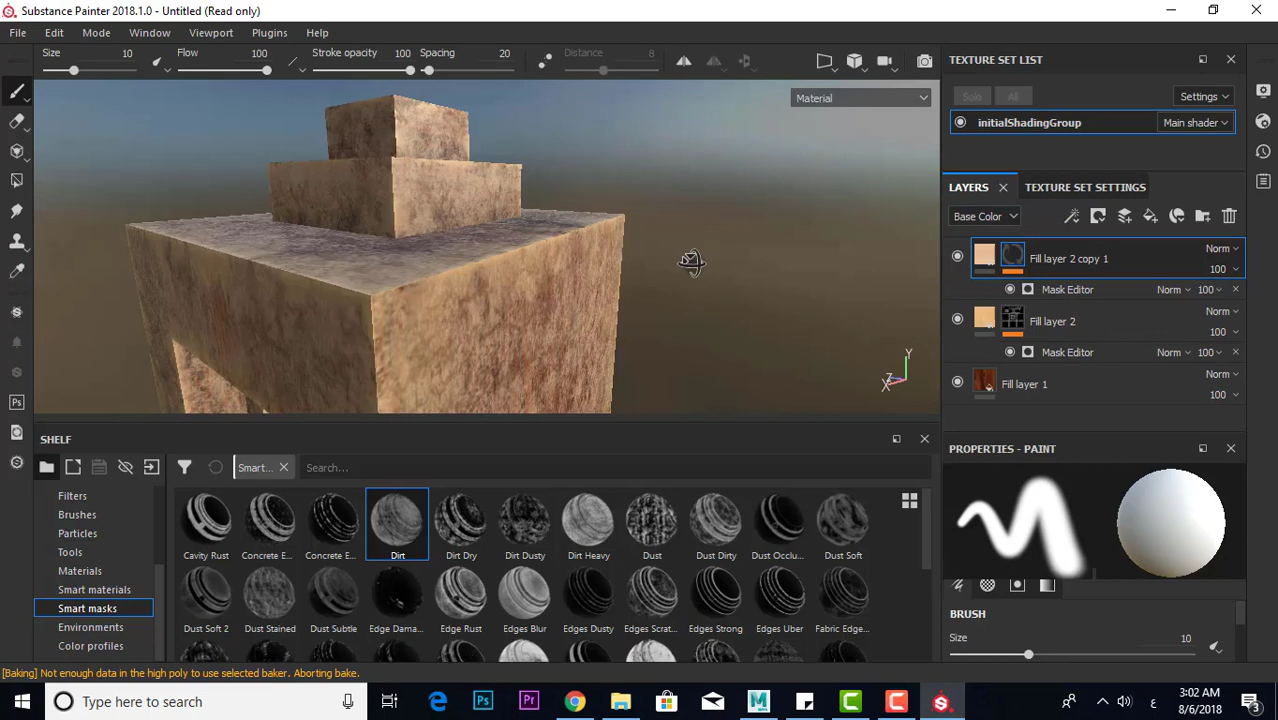 Substance Painter 2018.1.0 - Untitled (Read only)
File Edit Mode Window Viewport Plugins Help
Size 10 Flow 100 Stroke opacity 100 Spacing 20 Distance 8
Material
TEXTURE SET LIST
Solo All Settings
initialShadingGroup Main shader
LAYERS TEXTURE SET SETTINGS
Base Color
Fill layer 2 copy 1 Norm 100
Mask Editor Norm 100
Fill layer 2 Norm 100
Mask Editor Norm 100
Fill layer 1 Norm 100
Y
Z
X
SHELF
Smart... Search...
Filters
Brushes
Particles
Tools
Materials
Smart materials
Smart masks
Environments
Color profiles
Cavity Rust Concrete E... Concrete E... Dirt Dirt Dry Dirt Dusty Dirt Heavy Dust Dust Dirty Dust Occlu... Dust Soft
Dust Soft 2 Dust Stained Dust Subtle Edge Dama... Edge Rust Edges Blur Edges Dusty Edges Scrat... Edges Strong Edges Uber Fabric Edge...
PROPERTIES - PAINT
BRUSH
Size 10
[Baking] Not enough data in the high poly to use selected baker. Aborting bake.
Type here to search
Ps
Pr
ع
3:02 AM
8/6/2018
3